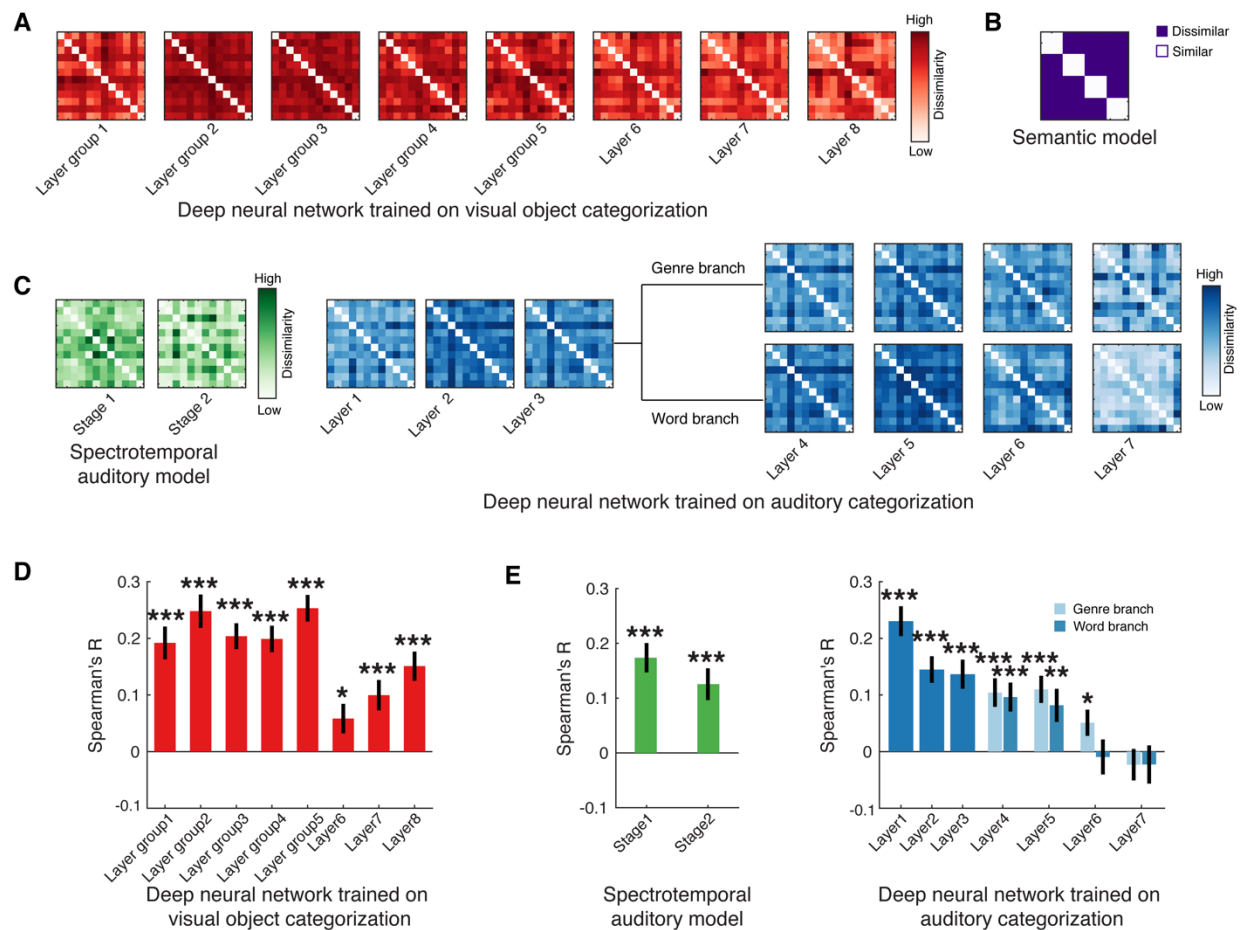 A
Layer group 1
Layer group 2
Layer group 3
Layer group 4
Layer group 5
Layer 6
Layer 7
Layer 8
High
Dissimilarity
Low
Deep neural network trained on visual object categorization
B
Dissimilar
Similar
Semantic model
C
Stage 1
Stage 2
High
Dissimilarity
Low
Spectrotemporal
auditory model
Layer 1
Layer 2
Layer 3
Genre branch
Word branch
Layer 4
Layer 5
Layer 6
Layer 7
High
Dissimilarity
Low
Deep neural network trained on auditory categorization
D
Spearman's R
0.3
0.2
0.1
0
-0.1
***
***
***
***
***
*
***
***
Layer group1
Layer group2
Layer group3
Layer group4
Layer group5
Layer6
Layer7
Layer8
Deep neural network trained on
visual object categorization
E
Spearman's R
0.3
0.2
0.1
0
-0.1
***
***
Stage1
Stage2
Spectrotemporal
auditory model
Spearman's R
0.3
0.2
0.1
0
-0.1
***
***
***
***
***
***
**
*
Genre branch
Word branch
Layer1
Layer2
Layer3
Layer4
Layer5
Layer6
Layer7
Deep neural network trained on
auditory categorization